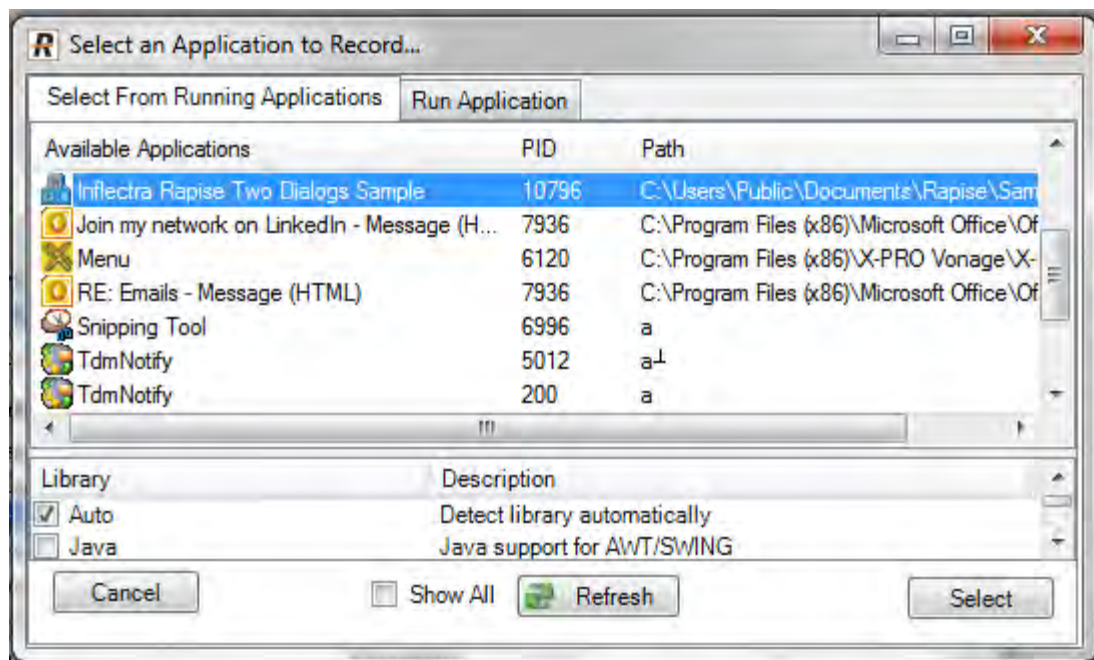 Select an Application to Record...
Select From Running Applications Run Application
Available Applications PID Path
Inflectra Rapise Two Dialogs Sample 10796 C:\Users\Public\Documents\Rapise\Sam
Join my network on LinkedIn - Message (H... 7936 C:\Program Files (x86)\Microsoft Office\Of
Menu 6120 C:\Program Files (x86)\X-PRO Vonage\X-
RE: Emails - Message (HTML) 7936 C:\Program Files (x86)\Microsoft Office\Of
Snipping Tool 6996 a
TdmNotify 5012 a┴
TdmNotify 200 a
Library Description
Auto Detect library automatically
Java Java support for AWT/SWING
Cancel Show All Refresh Select